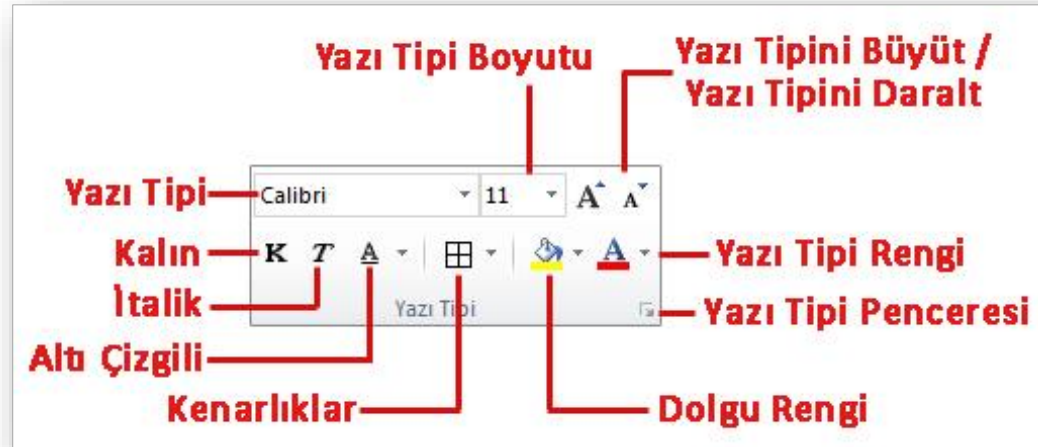 Yazı Tipi Boyutu
Yazı Tipini Büyüt /
Yazı Tipini Daralt
Yazı Tipi
Calibri
11
A A
Kalın
K T A
A
Yazı Tipi Rengi
İtalik
Yazı Tipi
Yazı Tipi Penceresi
Altı Çizgili
Kenarlıklar
Dolgu Rengi